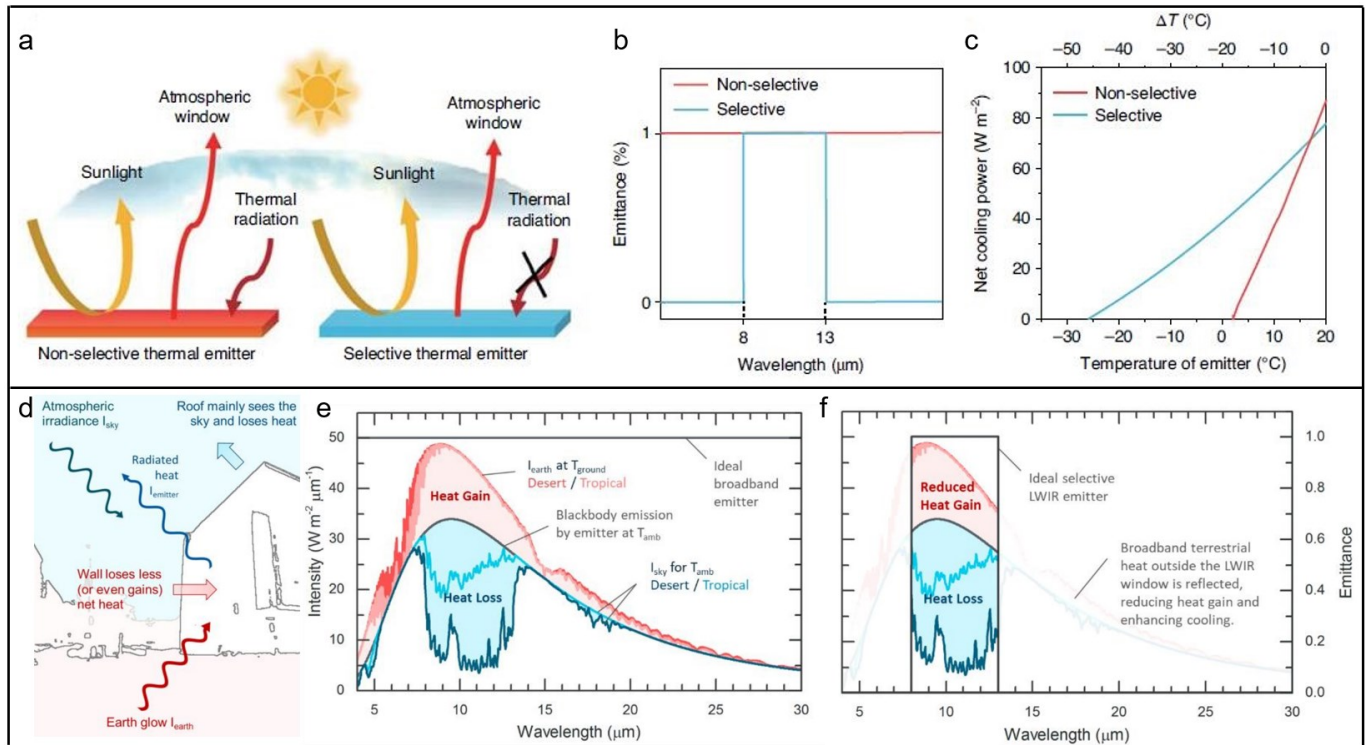 a
Atmospheric
window
Sunlight
Thermal
radiation
Non-selective thermal emitter
Atmospheric
window
Sunlight
Thermal
radiation
Selective thermal emitter
b
Non-selective
Selective
Emittance (%)
1
0
8
13
Wavelength (μm)
c
ΔT (°C)
−50
−40
−30
−20
−10
0
Non-selective
Selective
Net cooling power (W m−2)
100
80
60
40
20
0
−30
−20
−10
0
10
20
Temperature of emitter (°C)
d
Atmospheric
irradiance Isky
Roof mainly sees the
sky and loses heat
Radiated
heat
Iemitter
Wall loses less
(or even gains)
net heat
Earth glow Iearth
e
Intensity (W m-2 μm-1)
50
40
30
20
10
0
Ideal
broadband
emitter
Iearth at Tground
Desert / Tropical
Heat Gain
Blackbody emission
by emitter at Tamb
Isky for Tamb
Desert / Tropical
Heat Loss
5
10
15
20
25
30
Wavelength (μm)
f
Reduced
Heat Gain
Ideal selective
LWIR emitter
Heat Loss
Broadband terrestrial
heat outside the LWIR
window is reflected,
reducing heat gain and
enhancing cooling.
1.0
0.8
0.6
0.4
0.2
0.0
Emittance
5
10
15
20
25
30
Wavelength (μm)